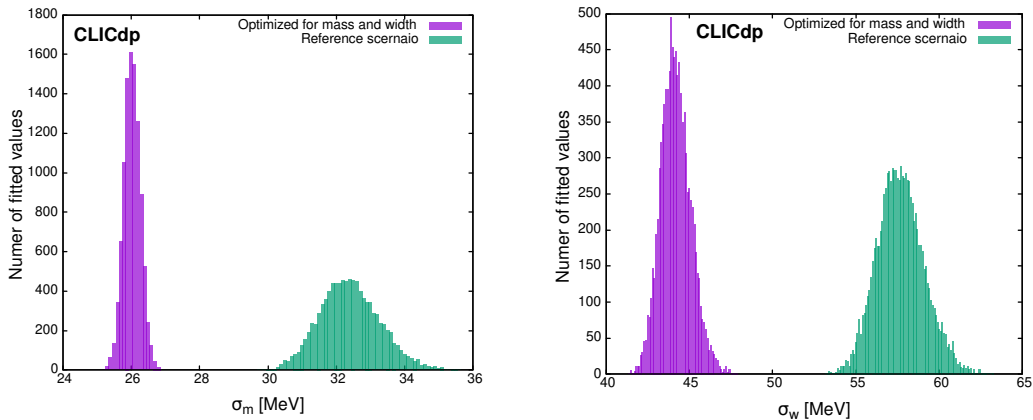 CLICdp
Optimized for mass and width
Reference scernaio
Numer of fitted values
1800
1600
1400
1200
1000
800
600
400
200
0
24 26 28 30 32 34 36
σm [MeV]
CLICdp
Optimized for mass and width
Reference scernaio
Numer of fitted values
500
450
400
350
300
250
200
150
100
50
0
40 45 50 55 60 65
σw [MeV]